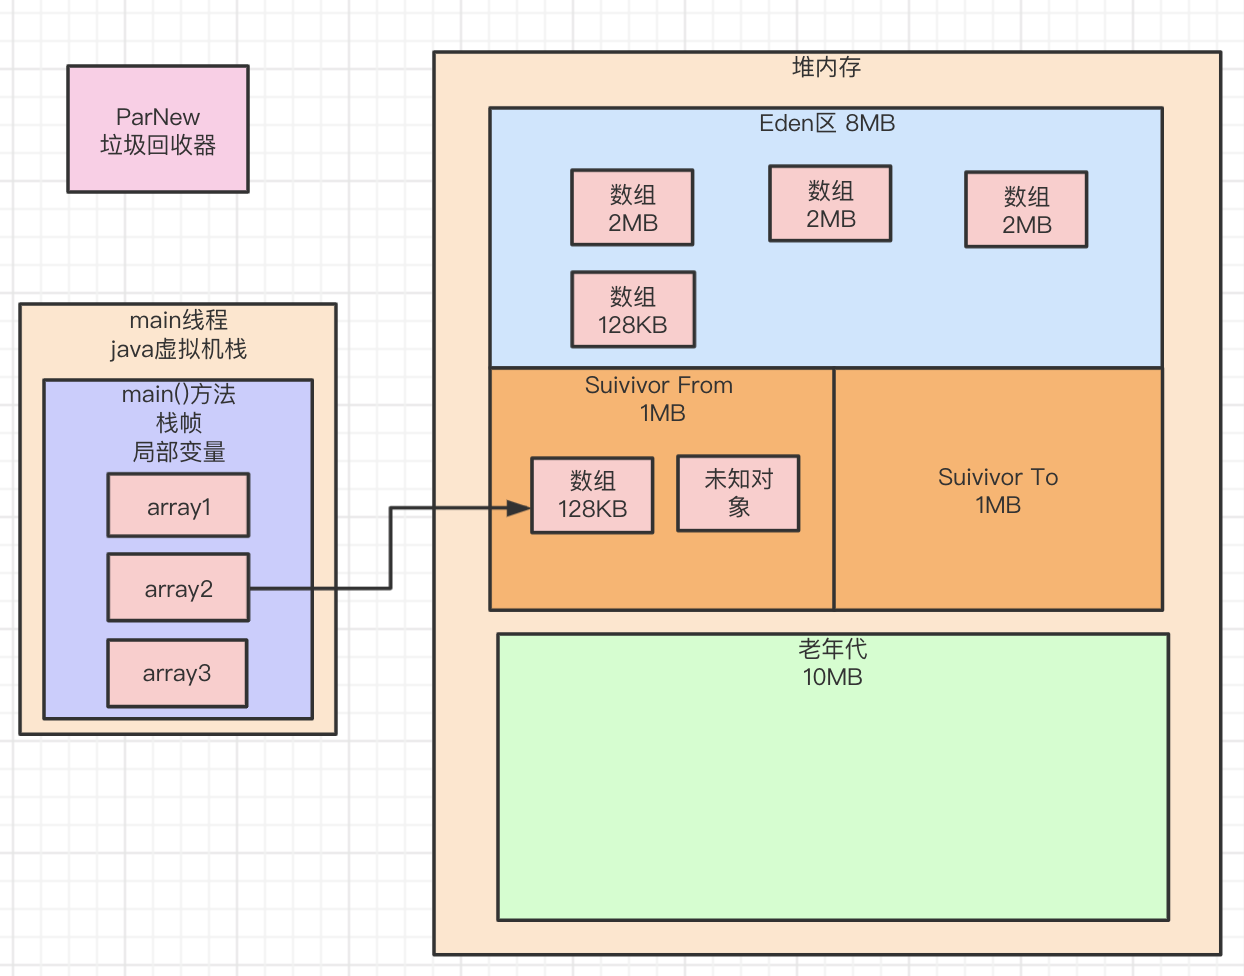 ParNew
垃圾回收器
main线程
java虚拟机栈
main()方法
栈帧
局部变量
array1
array2
array3
堆内存
Eden区 8MB
数组
2MB
数组
2MB
数组
2MB
数组
128KB
Suivivor From
1MB
数组
128KB
未知对
象
Suivivor To
1MB
老年代
10MB